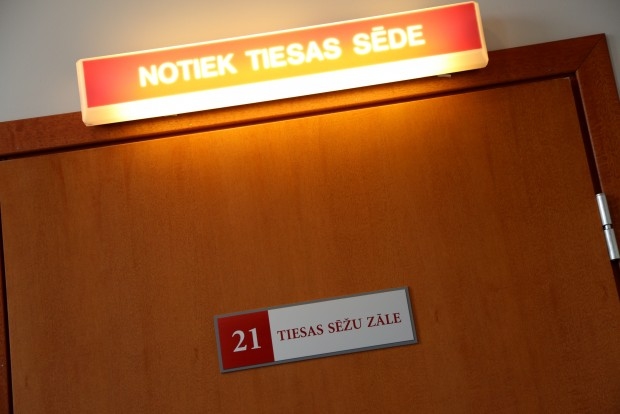 NOTIEK TIESAS SĒDE
21 TIESAS SĒŽU ZĀLE